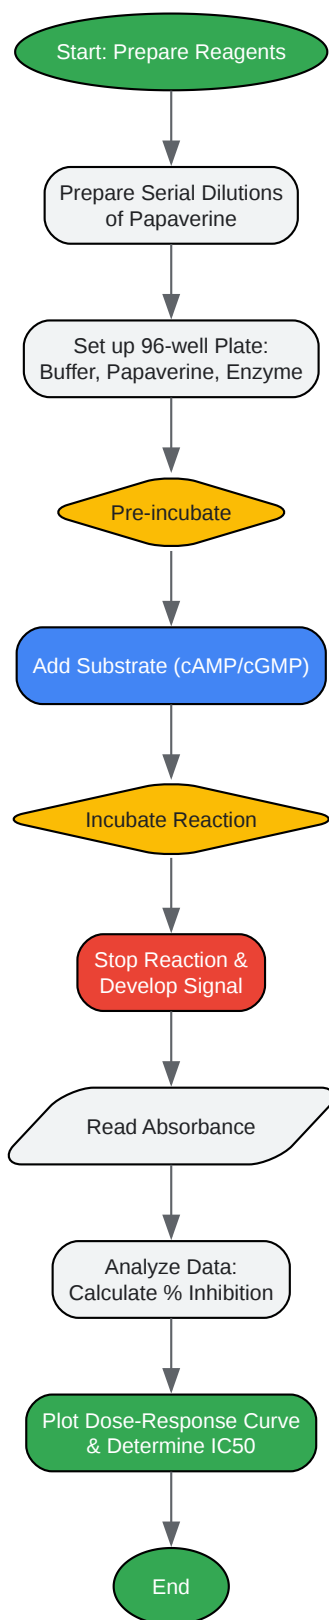 Start: Prepare Reagents
Prepare Serial Dilutions
of Papaverine
Set up 96-well Plate:
Buffer, Papaverine, Enzyme
Pre-incubate
Add Substrate (cAMP/cGMP)
Incubate Reaction
Stop Reaction &
Develop Signal
Read Absorbance
Analyze Data:
Calculate % Inhibition
Plot Dose-Response Curve
& Determine IC50
End